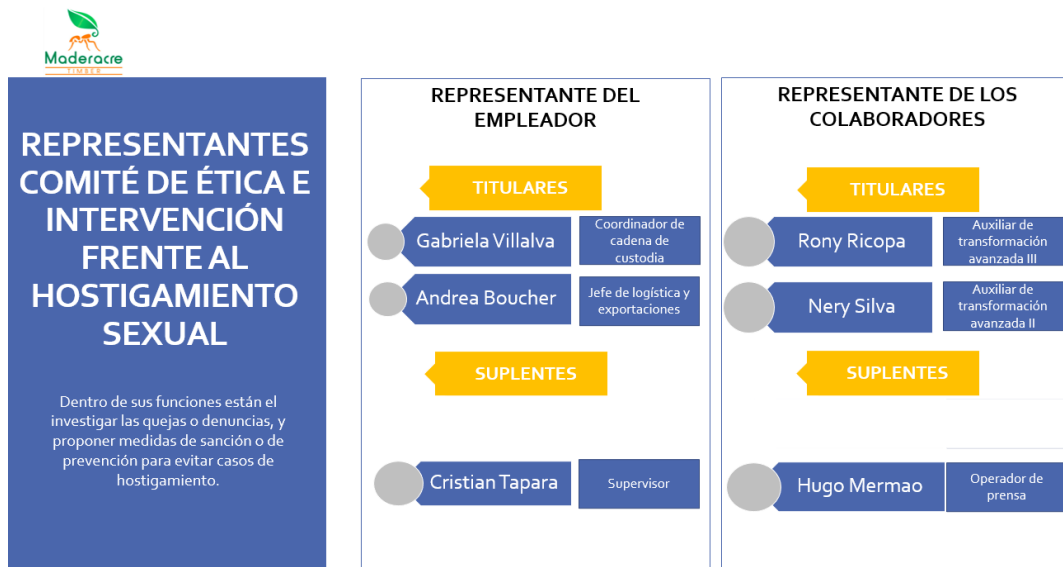 Maderacre
TIMBER
REPRESENTANTES
COMITÉ DE ÉTICA E
INTERVENCIÓN
FRENTE AL
HOSTIGAMIENTO
SEXUAL
Dentro de sus funciones están el
investigar las quejas o denuncias, y
proponer medidas de sanción o de
prevención para evitar casos de
hostigamiento.
REPRESENTANTE DEL
EMPLEADOR
TITULARES
Gabriela Villalva
Coordinador de
cadena de
custodia
Andrea Boucher
Jefe de logística y
exportaciones
SUPLENTES
Cristian Tapara
Supervisor
REPRESENTANTE DE LOS
COLABORADORES
TITULARES
Rony Ricopa
Auxiliar de
transformación
avanzada III
Nery Silva
Auxiliar de
transformación
avanzada II
SUPLENTES
Hugo Mermao
Operador de
prensa